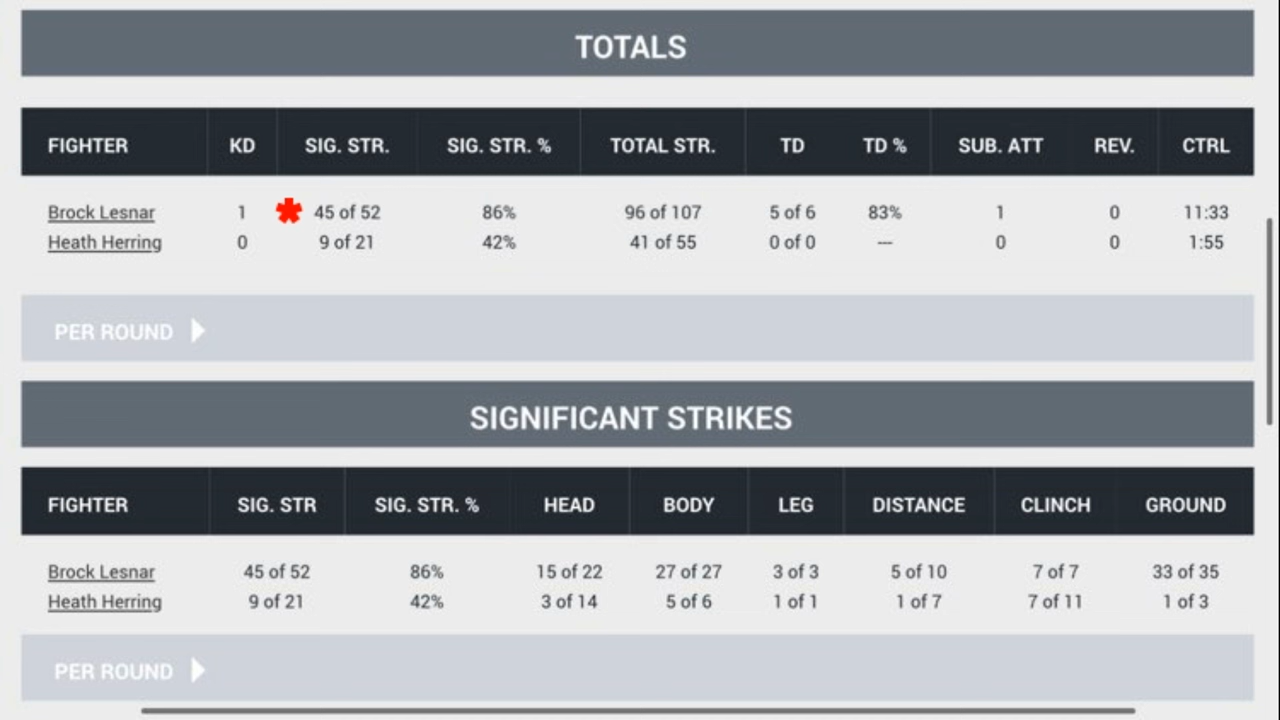 TOTALS
FIGHTER KD SIG. STR. SIG. STR. % TOTAL STR. TD TD % SUB. ATT REV. CTRL
Brock Lesnar 1 * 45 of 52 86% 96 of 107 5 of 6 83% 1 0 11:33
Heath Herring 0 9 of 21 42% 41 of 55 0 of 0 --- 0 0 1:55
PER ROUND
SIGNIFICANT STRIKES
FIGHTER SIG. STR SIG. STR. % HEAD BODY LEG DISTANCE CLINCH GROUND
Brock Lesnar 45 of 52 86% 15 of 22 27 of 27 3 of 3 5 of 10 7 of 7 33 of 35
Heath Herring 9 of 21 42% 3 of 14 5 of 6 1 of 1 1 of 7 7 of 11 1 of 3
PER ROUND